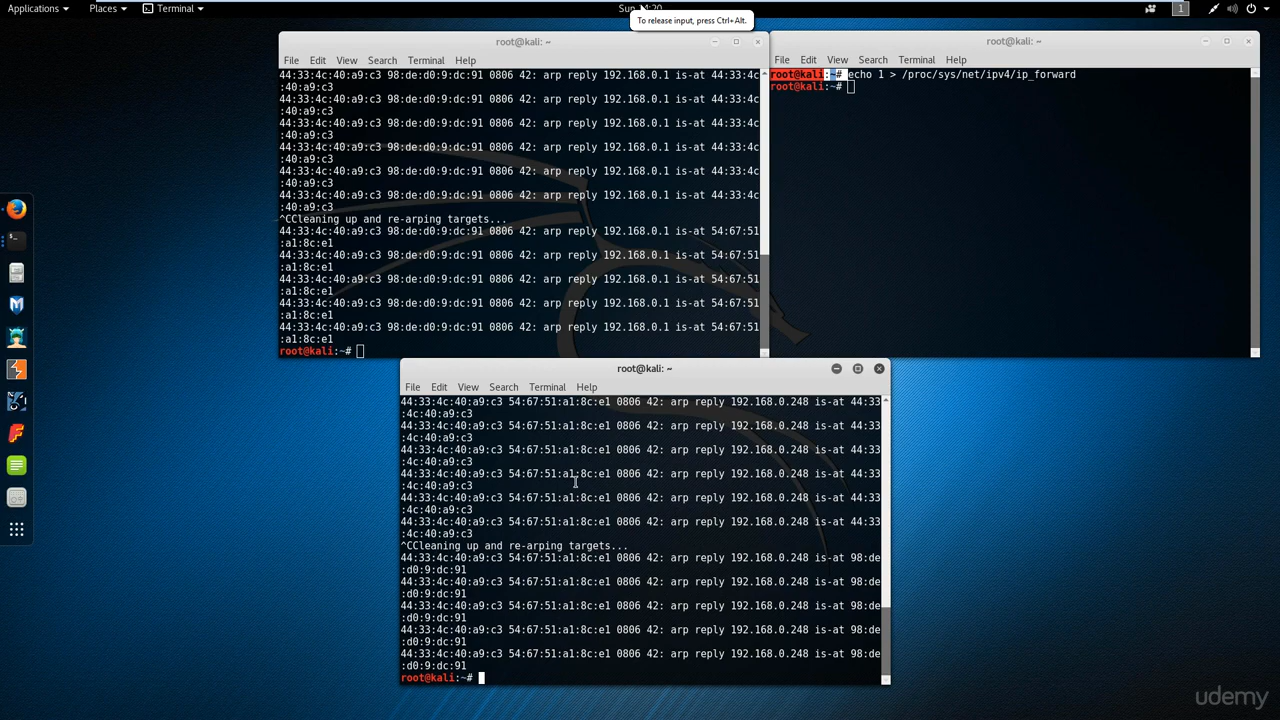 Applications Places Terminal Sun 14:20 1
To release input, press Ctrl+Alt.
root@kali: ~
File Edit View Search Terminal Help
44:33:4c:40:a9:c3 98:de:d0:9:dc:91 0806 42: arp reply 192.168.0.1 is-at 44:33:4c
:40:a9:c3
44:33:4c:40:a9:c3 98:de:d0:9:dc:91 0806 42: arp reply 192.168.0.1 is-at 44:33:4c
:40:a9:c3
44:33:4c:40:a9:c3 98:de:d0:9:dc:91 0806 42: arp reply 192.168.0.1 is-at 44:33:4c
:40:a9:c3
44:33:4c:40:a9:c3 98:de:d0:9:dc:91 0806 42: arp reply 192.168.0.1 is-at 44:33:4c
:40:a9:c3
44:33:4c:40:a9:c3 98:de:d0:9:dc:91 0806 42: arp reply 192.168.0.1 is-at 44:33:4c
:40:a9:c3
44:33:4c:40:a9:c3 98:de:d0:9:dc:91 0806 42: arp reply 192.168.0.1 is-at 44:33:4c
:40:a9:c3
^CCleaning up and re-arping targets...
44:33:4c:40:a9:c3 98:de:d0:9:dc:91 0806 42: arp reply 192.168.0.1 is-at 54:67:51
:a1:8c:e1
44:33:4c:40:a9:c3 98:de:d0:9:dc:91 0806 42: arp reply 192.168.0.1 is-at 54:67:51
:a1:8c:e1
44:33:4c:40:a9:c3 98:de:d0:9:dc:91 0806 42: arp reply 192.168.0.1 is-at 54:67:51
:a1:8c:e1
44:33:4c:40:a9:c3 98:de:d0:9:dc:91 0806 42: arp reply 192.168.0.1 is-at 54:67:51
:a1:8c:e1
44:33:4c:40:a9:c3 98:de:d0:9:dc:91 0806 42: arp reply 192.168.0.1 is-at 54:67:51
:a1:8c:e1
root@kali:~#
root@kali: ~
File Edit View Search Terminal Help
root@kali:~# echo 1 > /proc/sys/net/ipv4/ip_forward
root@kali:~#
root@kali: ~
File Edit View Search Terminal Help
44:33:4c:40:a9:c3 54:67:51:a1:8c:e1 0806 42: arp reply 192.168.0.248 is-at 44:33
:4c:40:a9:c3
44:33:4c:40:a9:c3 54:67:51:a1:8c:e1 0806 42: arp reply 192.168.0.248 is-at 44:33
:4c:40:a9:c3
44:33:4c:40:a9:c3 54:67:51:a1:8c:e1 0806 42: arp reply 192.168.0.248 is-at 44:33
:4c:40:a9:c3
44:33:4c:40:a9:c3 54:67:51:a1:8c:e1 0806 42: arp reply 192.168.0.248 is-at 44:33
:4c:40:a9:c3
44:33:4c:40:a9:c3 54:67:51:a1:8c:e1 0806 42: arp reply 192.168.0.248 is-at 44:33
:4c:40:a9:c3
44:33:4c:40:a9:c3 54:67:51:a1:8c:e1 0806 42: arp reply 192.168.0.248 is-at 44:33
:4c:40:a9:c3
^CCleaning up and re-arping targets...
44:33:4c:40:a9:c3 54:67:51:a1:8c:e1 0806 42: arp reply 192.168.0.248 is-at 98:de
:d0:9:dc:91
44:33:4c:40:a9:c3 54:67:51:a1:8c:e1 0806 42: arp reply 192.168.0.248 is-at 98:de
:d0:9:dc:91
44:33:4c:40:a9:c3 54:67:51:a1:8c:e1 0806 42: arp reply 192.168.0.248 is-at 98:de
:d0:9:dc:91
44:33:4c:40:a9:c3 54:67:51:a1:8c:e1 0806 42: arp reply 192.168.0.248 is-at 98:de
:d0:9:dc:91
44:33:4c:40:a9:c3 54:67:51:a1:8c:e1 0806 42: arp reply 192.168.0.248 is-at 98:de
:d0:9:dc:91
root@kali:~#
udemy